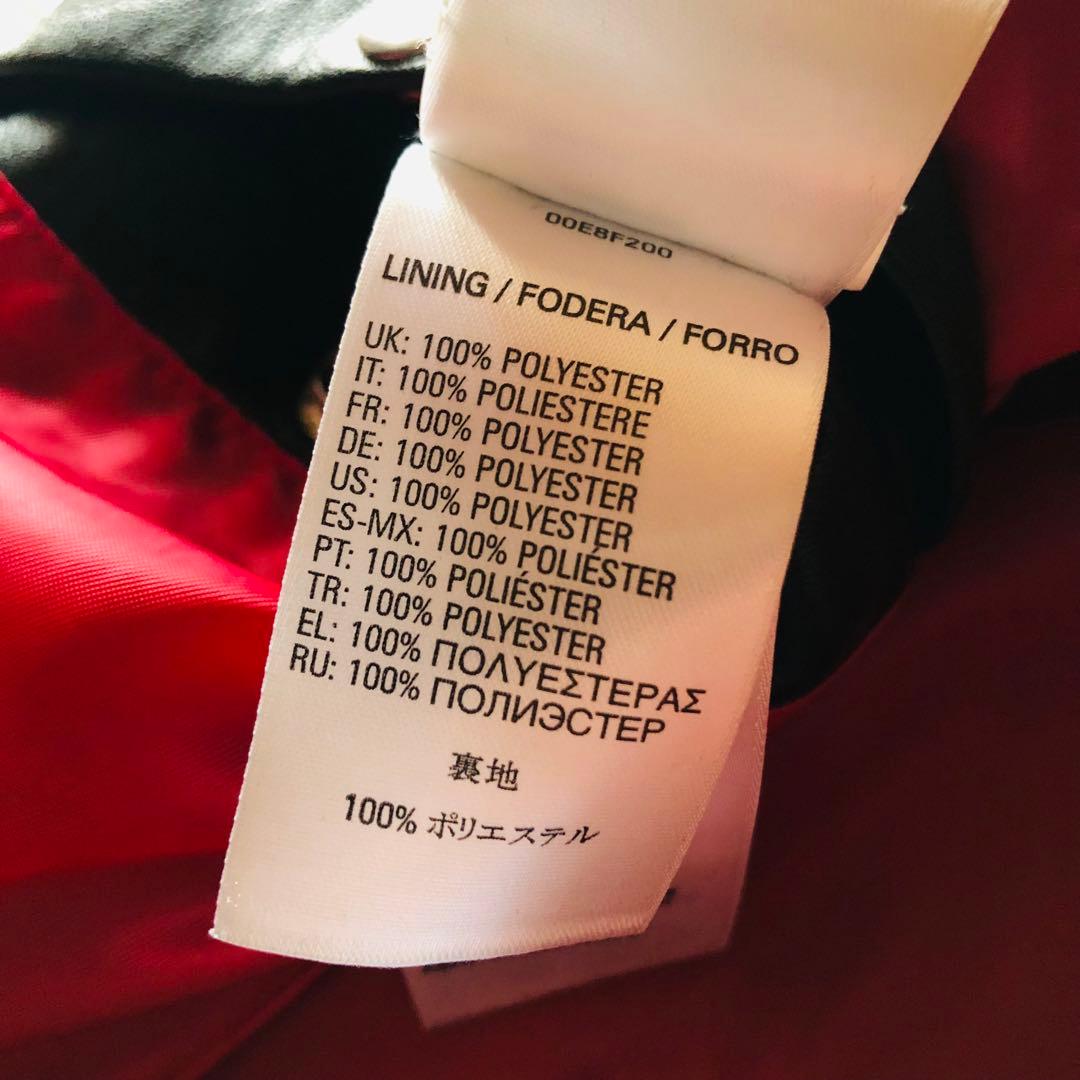 00E8F200
LINING / FODERA / FORRO
UK: 100% POLYESTER
IT: 100% POLIESTERE
FR: 100% POLYESTER
DE: 100% POLYESTER
US: 100% POLYESTER
ES-MX: 100% POLIÉSTER
PT: 100% POLIÉSTER
TR: 100% POLYESTER
EL: 100% ΠΟΛΥΕΣΤΕΡΑΣ
RU: 100% ПОЛИЭСТЕР
裏地
100% ポリエステル